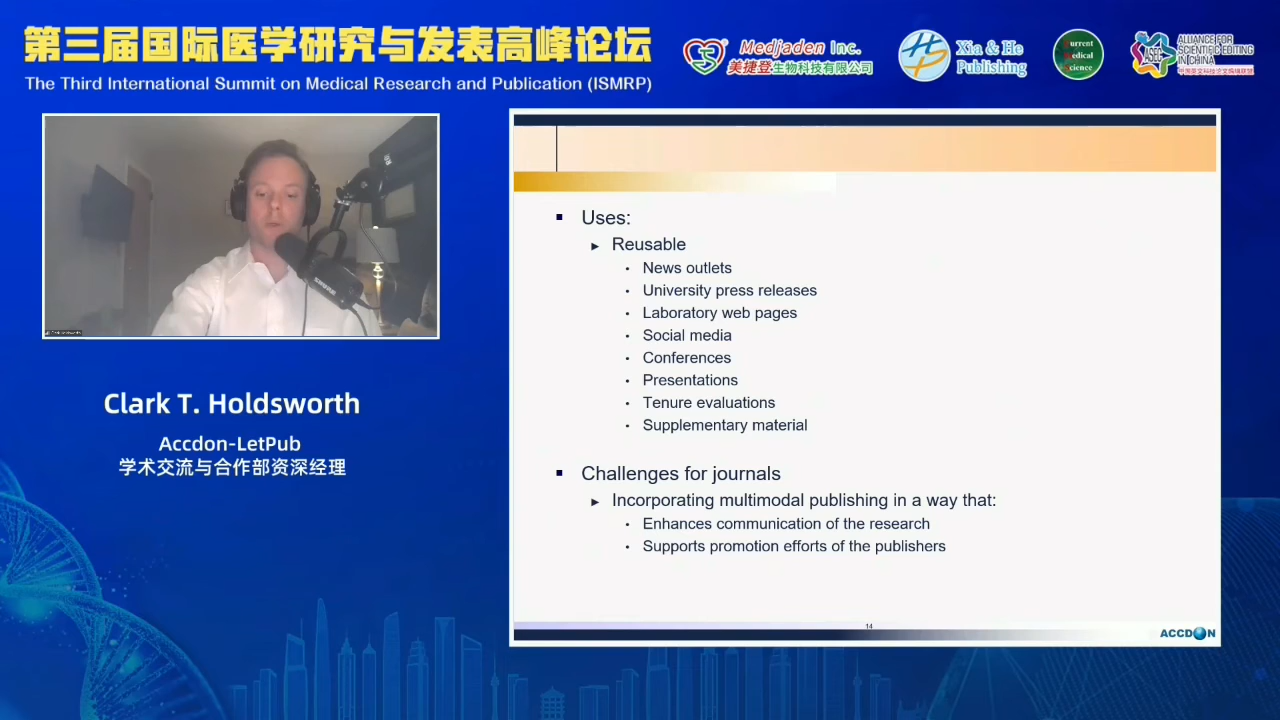 第三届国际医学研究与发表高峰论坛
The Third International Summit on Medical Research and Publication (ISMRP)
Medjaden Inc.
美捷登生物科技有限公司
Xia & He
Publishing
Current
Medical
Science
ALLIANCE FOR
SCIENTIFIC EDITING
IN CHINA
Clark T. Holdsworth
Accdon-LetPub
学术交流与合作部资深经理
▪ Uses:
► Reusable
• News outlets
• University press releases
• Laboratory web pages
• Social media
• Conferences
• Presentations
• Tenure evaluations
• Supplementary material
▪ Challenges for journals
► Incorporating multimodal publishing in a way that:
• Enhances communication of the research
• Supports promotion efforts of the publishers
14
ACCDON